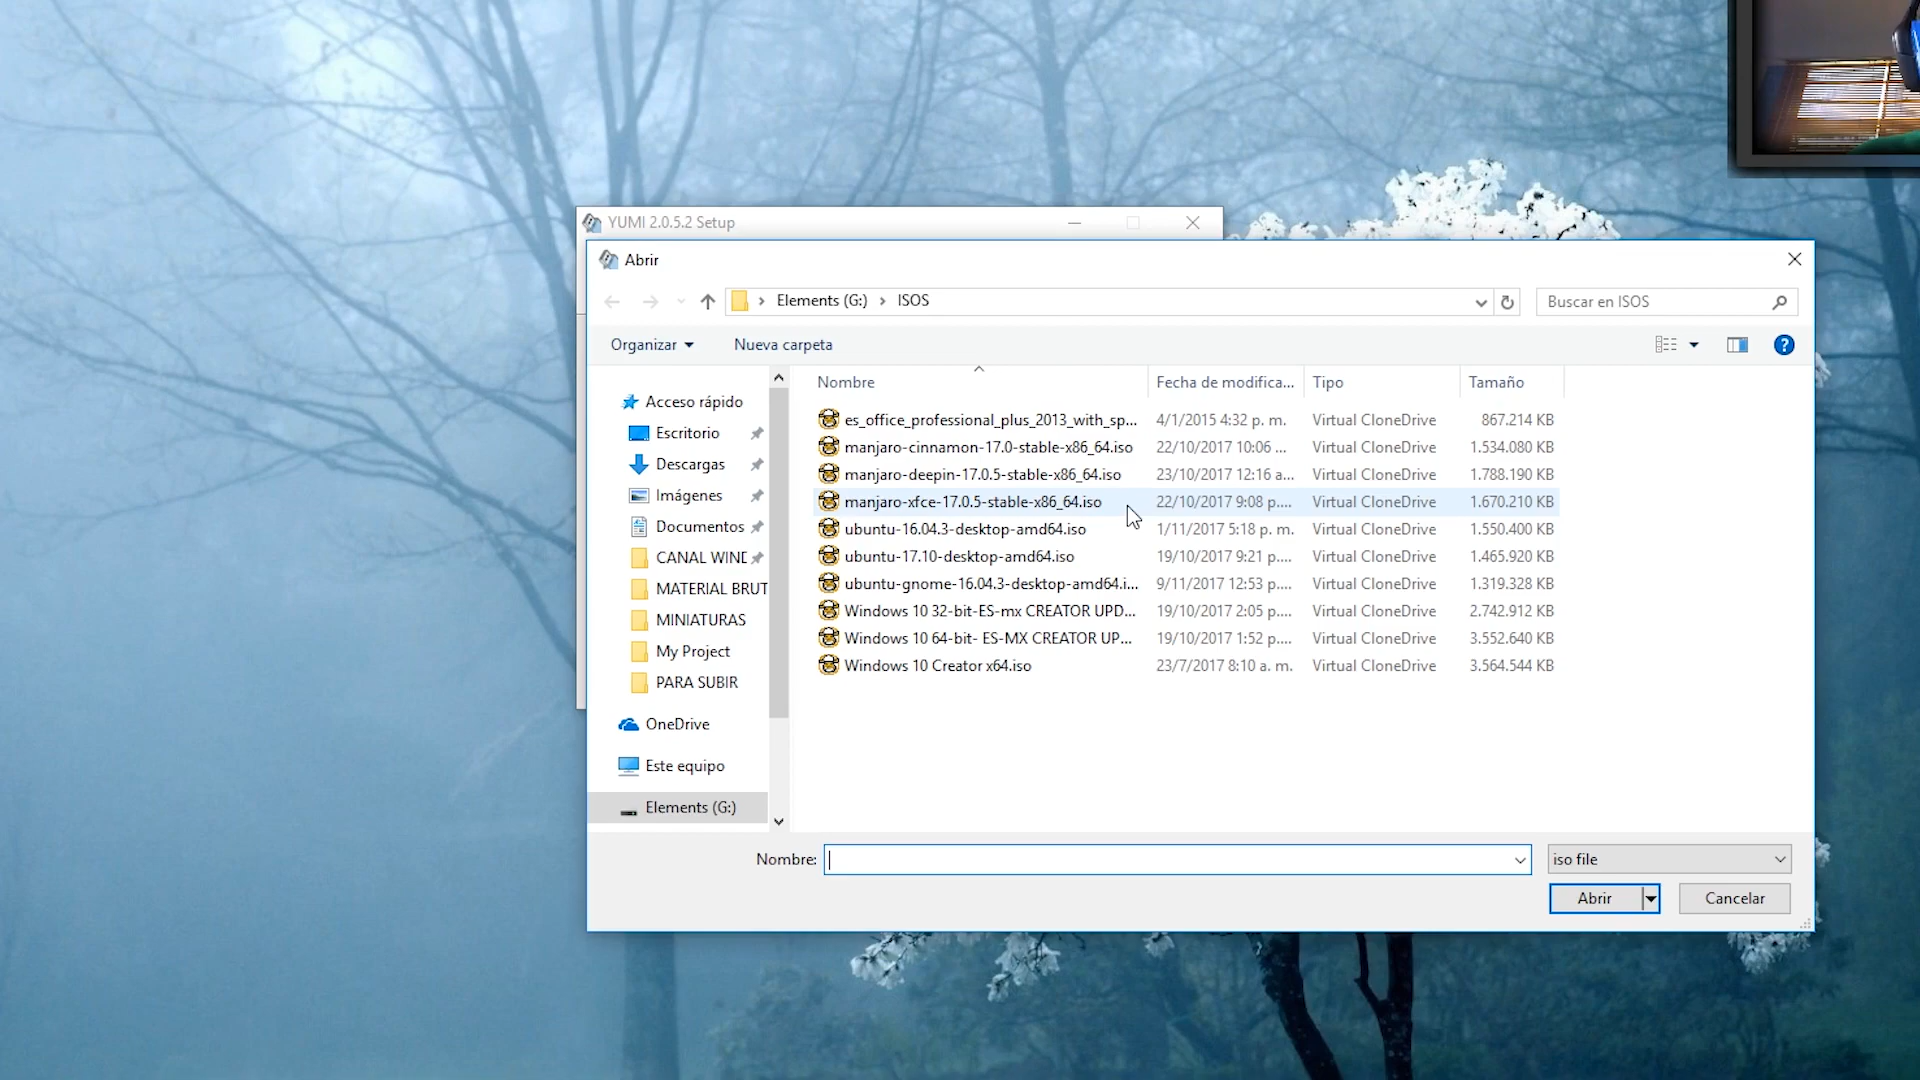 YUMI 2.0.5.2 Setup
Abrir
Elements (G:) ISOS
Buscar en ISOS
Organizar Nueva carpeta
Nombre Fecha de modifica... Tipo Tamaño
es_office_professional_plus_2013_with_sp... 4/1/2015 4:32 p. m. Virtual CloneDrive 867.214 KB
manjaro-cinnamon-17.0-stable-x86_64.iso 22/10/2017 10:06 ... Virtual CloneDrive 1.534.080 KB
manjaro-deepin-17.0.5-stable-x86_64.iso 23/10/2017 12:16 a... Virtual CloneDrive 1.788.190 KB
manjaro-xfce-17.0.5-stable-x86_64.iso 22/10/2017 9:08 p.... Virtual CloneDrive 1.670.210 KB
ubuntu-16.04.3-desktop-amd64.iso 1/11/2017 5:18 p. m. Virtual CloneDrive 1.550.400 KB
ubuntu-17.10-desktop-amd64.iso 19/10/2017 9:21 p.... Virtual CloneDrive 1.465.920 KB
ubuntu-gnome-16.04.3-desktop-amd64.i... 9/11/2017 12:53 p.... Virtual CloneDrive 1.319.328 KB
Windows 10 32-bit-ES-mx CREATOR UPD... 19/10/2017 2:05 p.... Virtual CloneDrive 2.742.912 KB
Windows 10 64-bit- ES-MX CREATOR UP... 19/10/2017 1:52 p.... Virtual CloneDrive 3.552.640 KB
Windows 10 Creator x64.iso 23/7/2017 8:10 a. m. Virtual CloneDrive 3.564.544 KB
Acceso rápido
Escritorio
Descargas
Imágenes
Documentos
CANAL WINE
MATERIAL BRUT
MINIATURAS
My Project
PARA SUBIR
OneDrive
Este equipo
Elements (G:)
Nombre:
iso file
Abrir
Cancelar